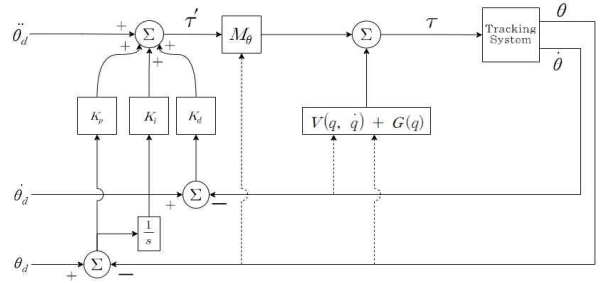 θ̈_d + Σ τ′ M_θ Σ τ Tracking θ
System
+ + + + θ̇
K_p K_i K_d V(q, q̇) + G(q)
θ̇_d + Σ −
1/s
θ_d + Σ −